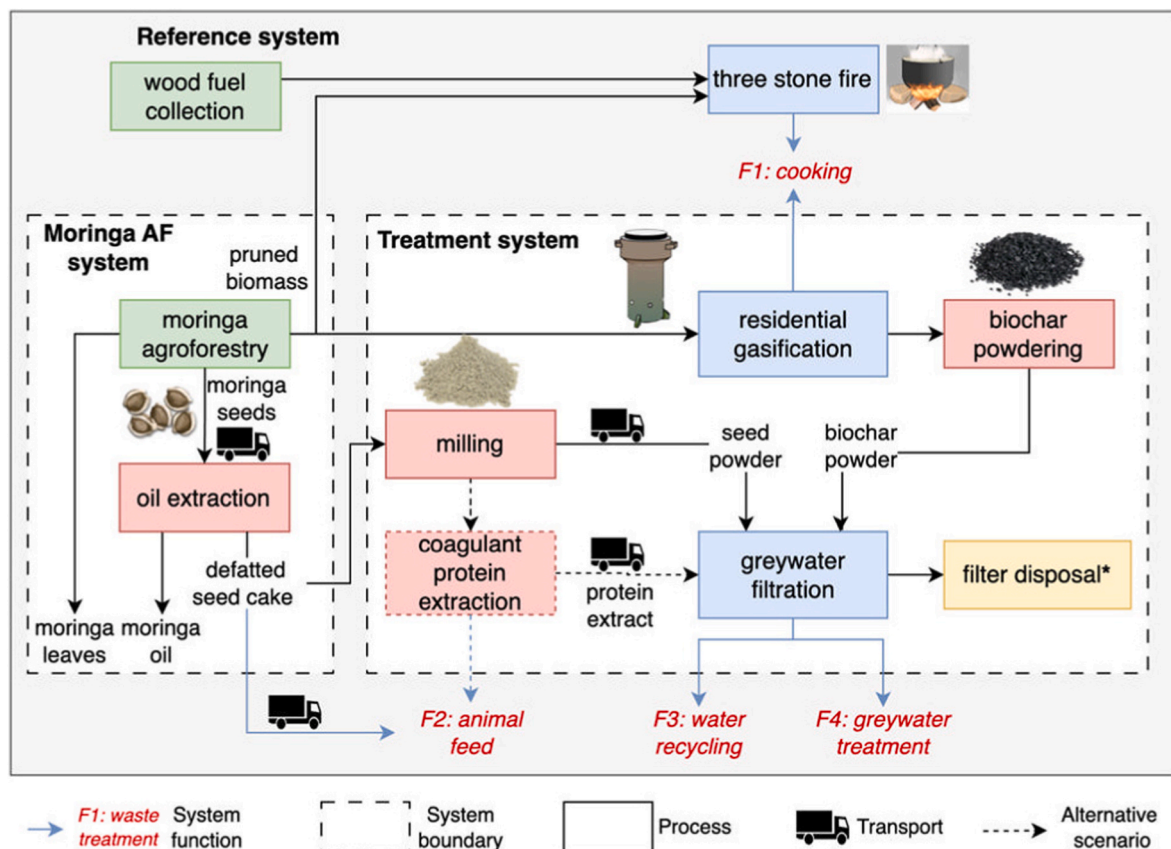 Reference system
wood fuel
collection
three stone fire
F1: cooking
Moringa AF
system
pruned
biomass
Treatment system
moringa
agroforestry
residential
gasification
biochar
powdering
moringa
seeds
milling
seed
powder
biochar
powder
oil extraction
coagulant
protein
extraction
protein
extract
greywater
filtration
filter disposal*
defatted
seed cake
moringa
leaves
moringa
oil
F2: animal
feed
F3: water
recycling
F4: greywater
treatment
F1: waste
treatment
System
function
System
boundary
Process
Transport
Alternative
scenario